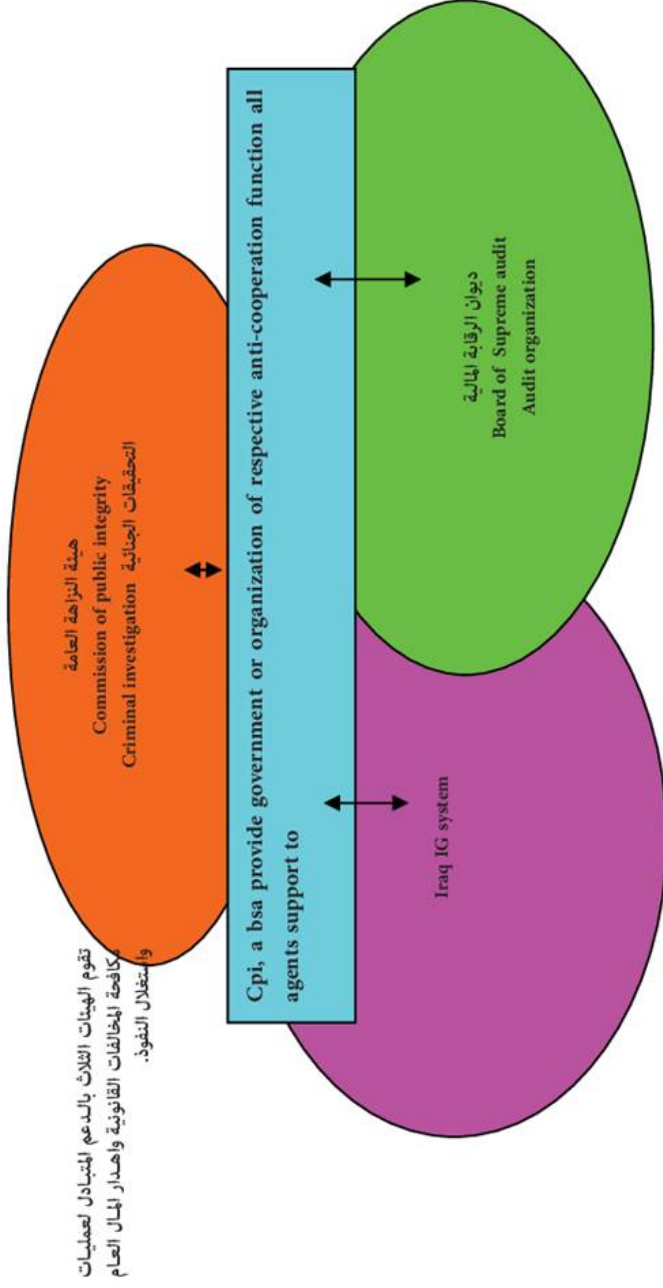 تقوم الهيئات الثلاث بالدعم المتبادل لعمليات
مكافحة المخالفات القانونية واهدار المال العام
واستغلال النفوذ.
هيئة النزاهة العامة
Commission of public integrity
Criminal investigation التحقيقات الجنائية
Cpi, a bsa provide government or organization of respective anti-cooperation function all
agents support to
Iraq IG system
ديوان الرقابة المالية
Board of Supreme audit
Audit organization